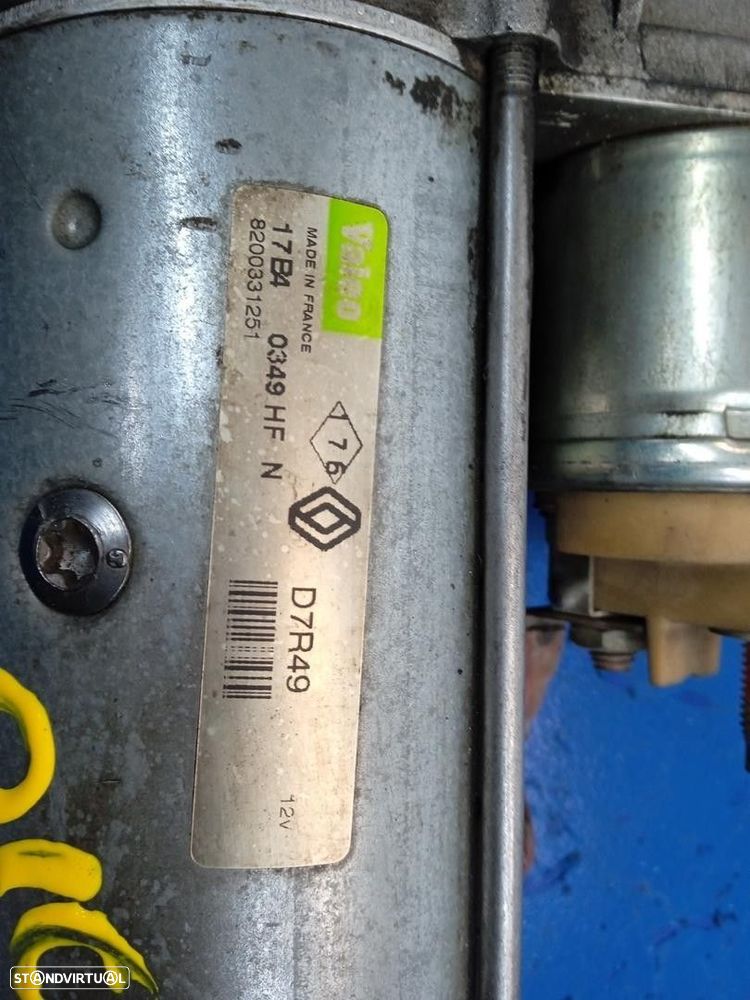 Valeo
MADE IN FRANCE
17B4 0349 HF N
8200331251
176
D7R49
12V
STANDVIRTUAL